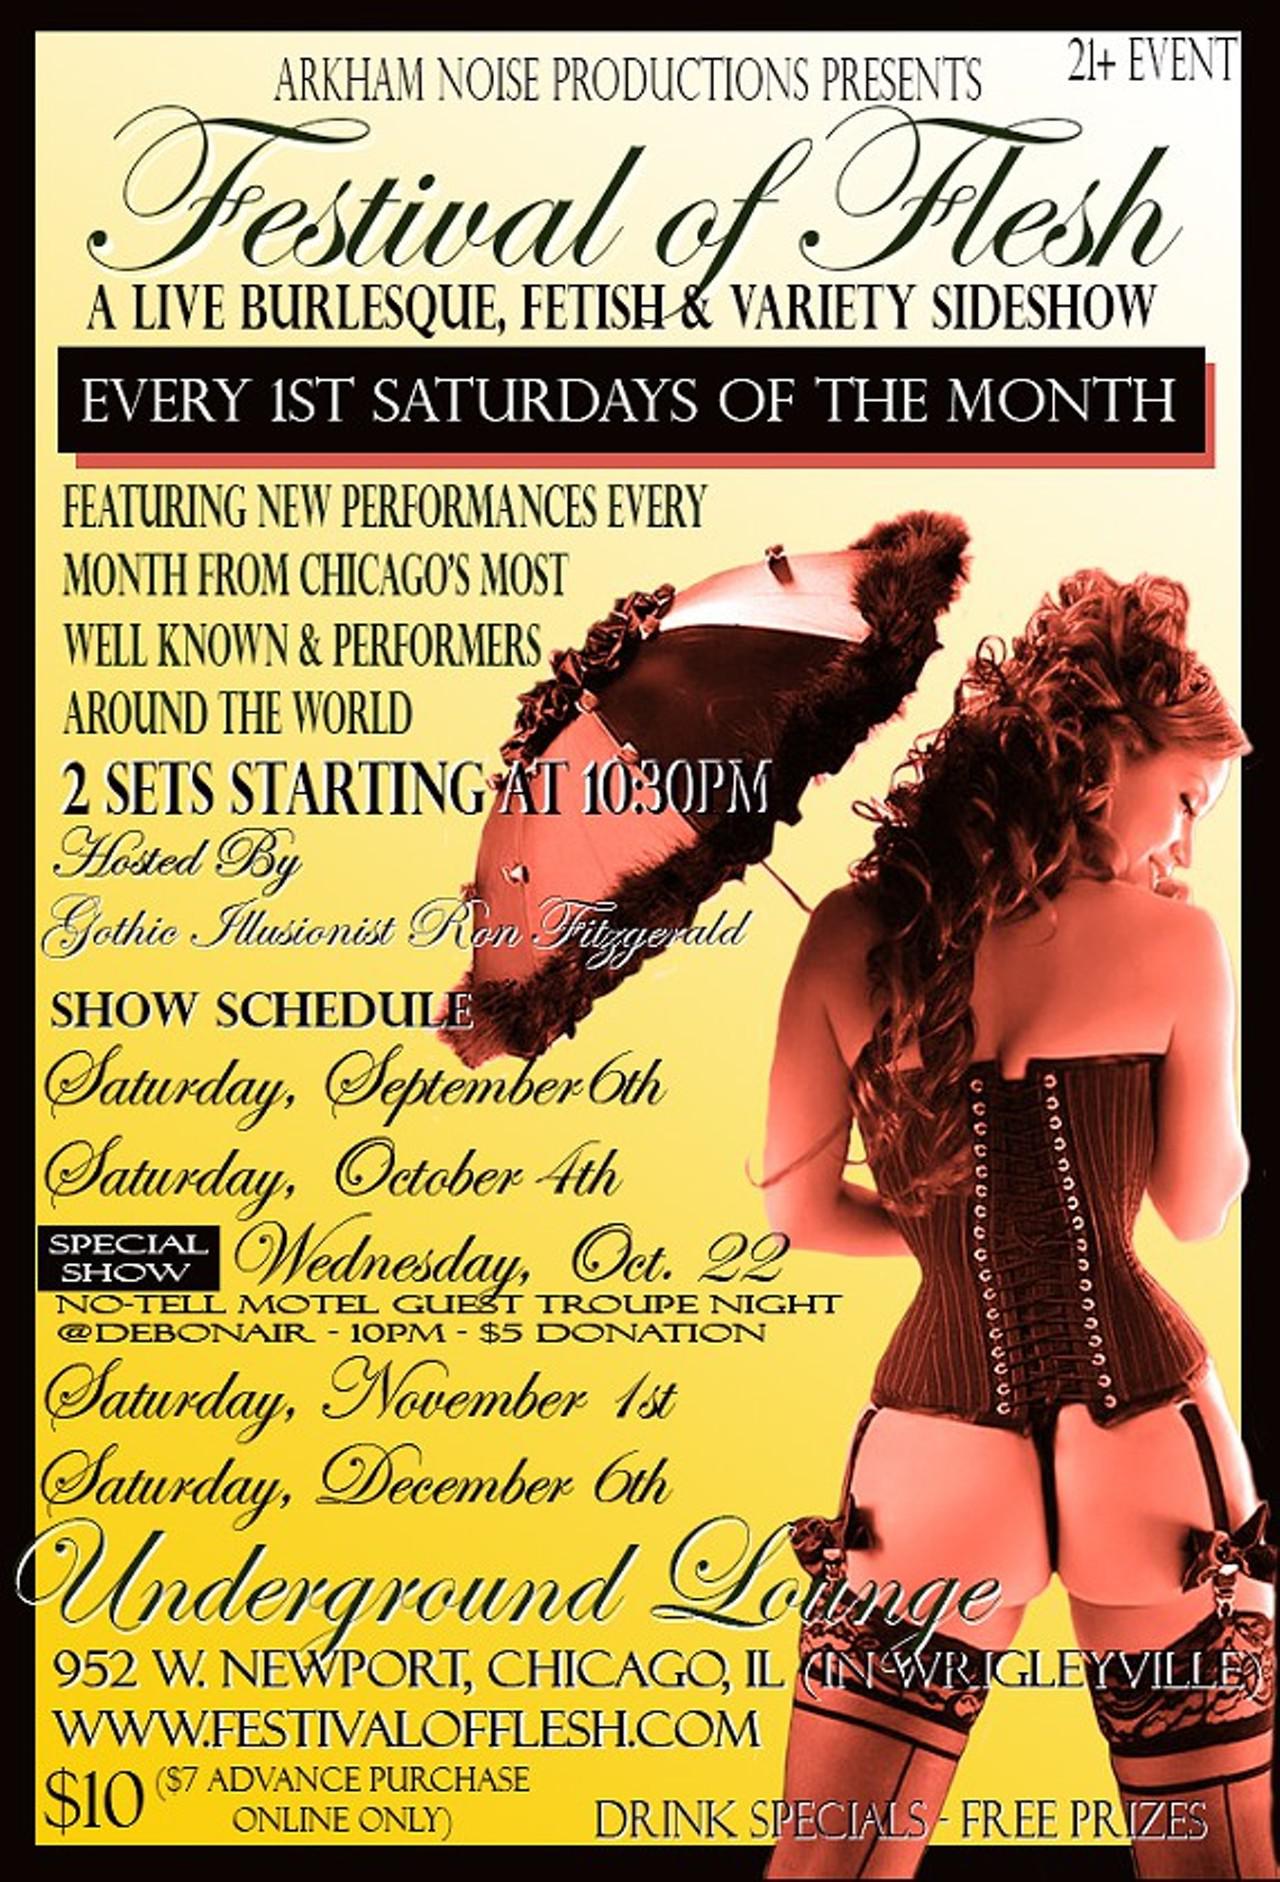 21+ EVENT
ARKHAM NOISE PRODUCTIONS PRESENTS
Festival of Flesh
A LIVE BURLESQUE, FETISH & VARIETY SIDESHOW
EVERY 1ST SATURDAYS OF THE MONTH
FEATURING NEW PERFORMANCES EVERY
MONTH FROM CHICAGO'S MOST
WELL KNOWN & PERFORMERS
AROUND THE WORLD
2 SETS STARTING AT 10:30PM
Hosted By
Gothic Illusionist Ron Fitzgerald
SHOW SCHEDULE
Saturday, September 6th
Saturday, October 4th
SPECIAL
SHOW
Wednesday, Oct. 22
NO-TELL MOTEL GUEST TROUPE NIGHT
@DEBONAIR - 10PM - $5 DONATION
Saturday, November 1st
Saturday, December 6th
Underground Lounge
952 W. NEWPORT, CHICAGO, IL (IN WRIGLEYVILLE)
WWW.FESTIVALOFFLESH.COM
$10 ($7 ADVANCE PURCHASE
ONLINE ONLY)
DRINK SPECIALS - FREE PRIZES